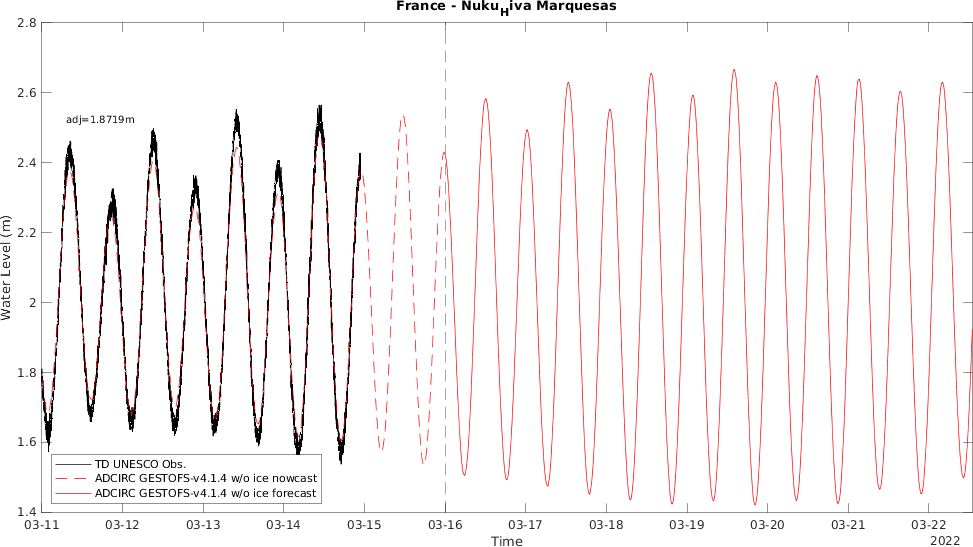 France - Nuku_Hiva Marquesas
2.8
2.6
2.4
2.2
2
1.8
1.6
1.4
Water Level (m)
adj=1.8719m
TD UNESCO Obs.
ADCIRC GESTOFS-v4.1.4 w/o ice nowcast
ADCIRC GESTOFS-v4.1.4 w/o ice forecast
03-11 03-12 03-13 03-14 03-15 03-16 03-17 03-18 03-19 03-20 03-21 03-22
Time
2022